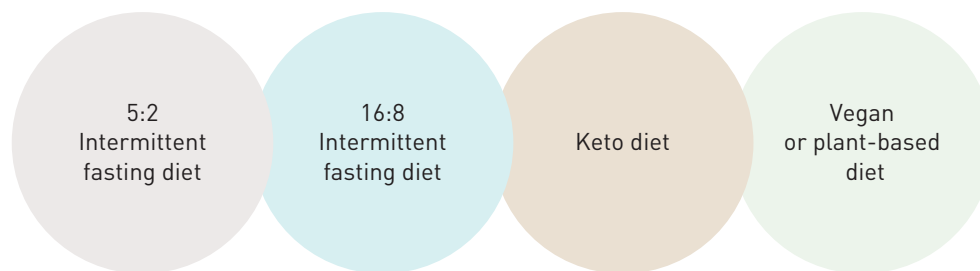 5:2
Intermittent
fasting diet
16:8
Intermittent
fasting diet
Keto diet
Vegan
or plant-based
diet